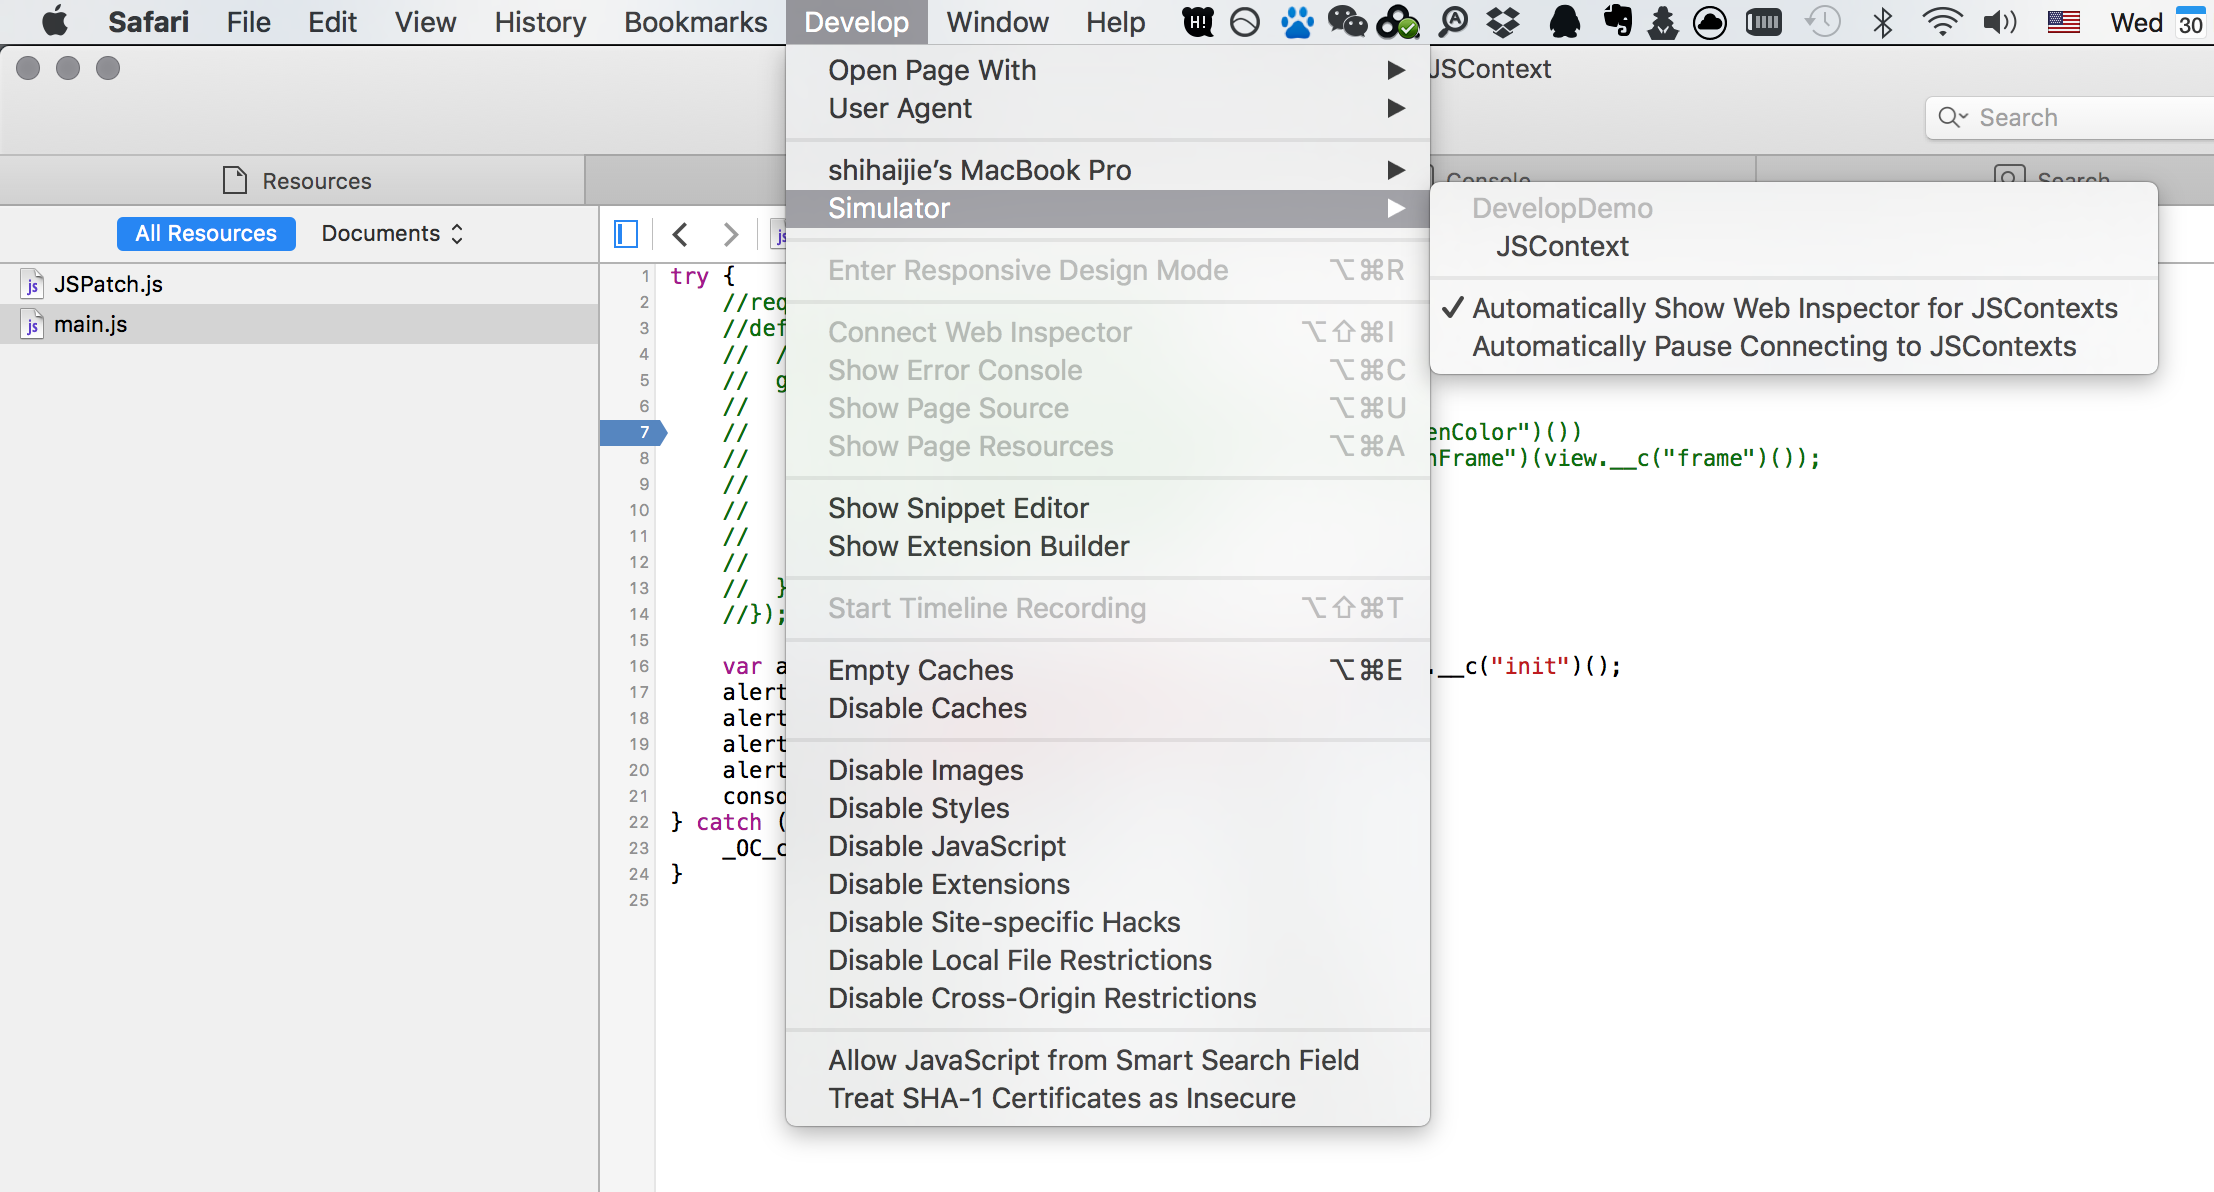 Safari File Edit View History Bookmarks Develop Window Help Wed 30
JSContext
Search
Resources
Console
Search
All Resources
Documents
JSPatch.js
main.js
Open Page With
User Agent
shihaijie’s MacBook Pro
Simulator
Enter Responsive Design Mode ⌥⌘R
Connect Web Inspector ⌥⇧⌘I
Show Error Console ⌥⌘C
Show Page Source ⌥⌘U
Show Page Resources ⌥⌘A
Show Snippet Editor
Show Extension Builder
Start Timeline Recording ⌥⇧⌘T
Empty Caches ⌥⌘E
Disable Caches
Disable Images
Disable Styles
Disable JavaScript
Disable Extensions
Disable Site-specific Hacks
Disable Local File Restrictions
Disable Cross-Origin Restrictions
Allow JavaScript from Smart Search Field
Treat SHA-1 Certificates as Insecure
DevelopDemo
JSContext
✓ Automatically Show Web Inspector for JSContexts
Automatically Pause Connecting to JSContexts
1 try {
2 //req
3 //def
4 // /
5 // g
6 //
7 // enColor")())
8 // nFrame")(view.__c("frame")());
9 //
10 //
11 //
12 //
13 // }
14 //});
15
16 var a .__c("init")();
17 alert
18 alert
19 alert
20 alert
21 conso
22 } catch (
23 _OC_c
24 }
25